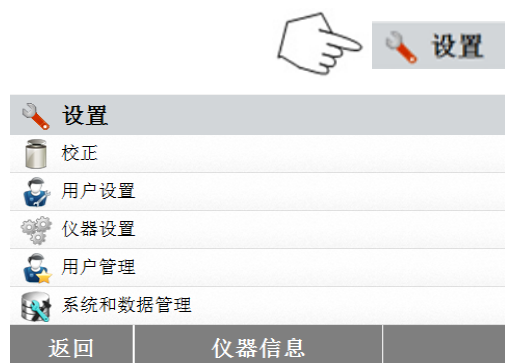 设置
设置
校正
用户设置
仪器设置
用户管理
系统和数据管理
返回 仪器信息